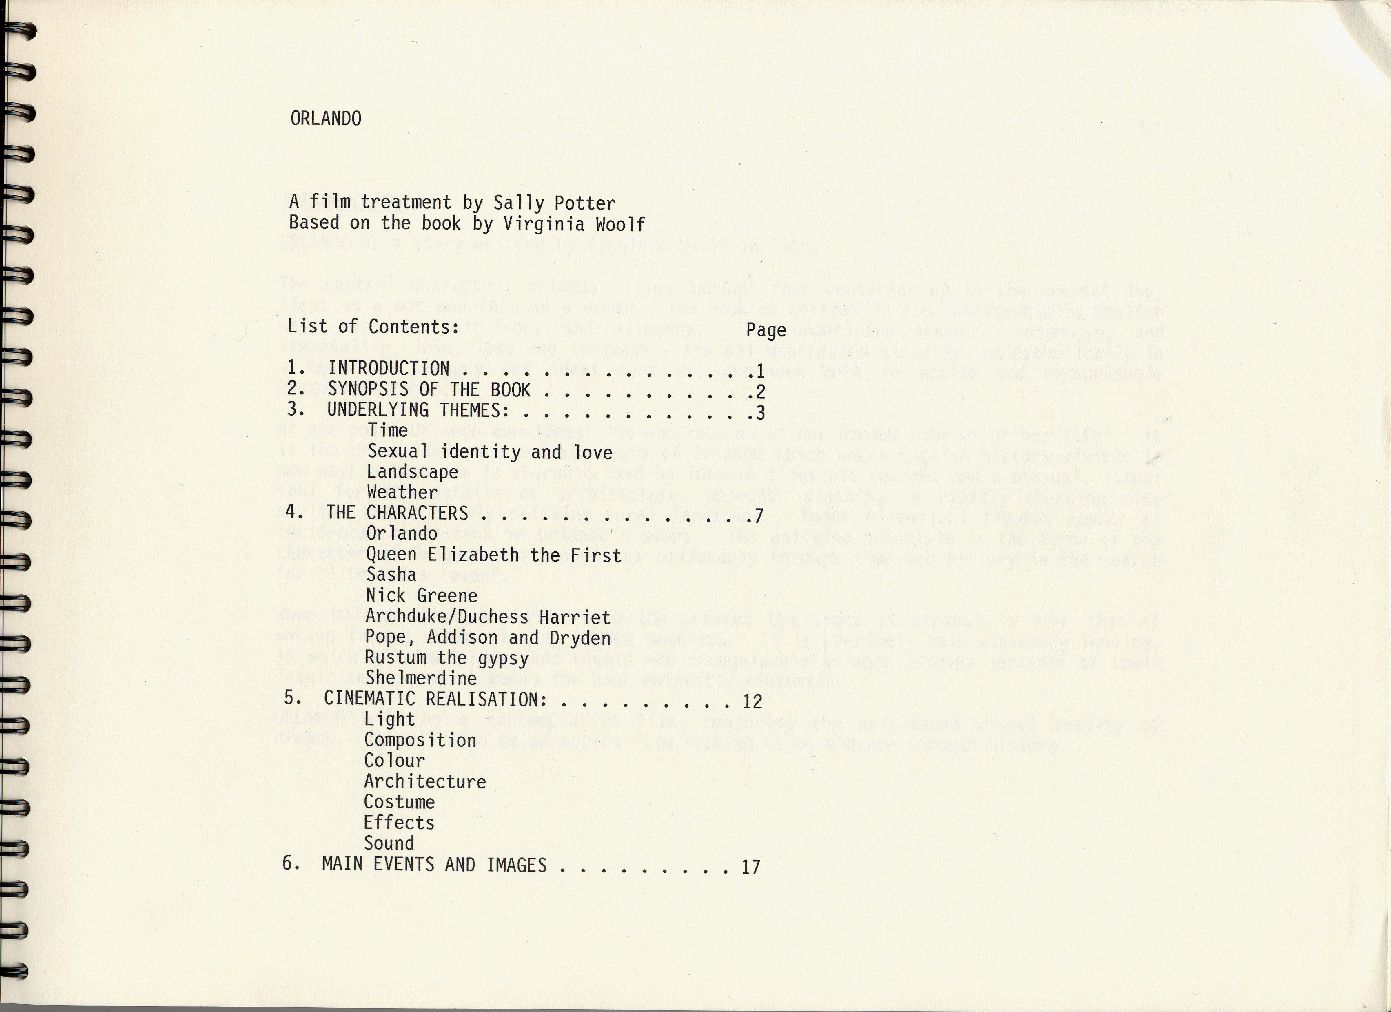 ORLANDO
A film treatment by Sally Potter
Based on the book by Virginia Woolf
List of Contents: Page
1. INTRODUCTION . . . . . . . . . . . . . . .1
2. SYNOPSIS OF THE BOOK . . . . . . . . . . .2
3. UNDERLYING THEMES: . . . . . . . . . . . .3
Time
Sexual identity and love
Landscape
Weather
4. THE CHARACTERS . . . . . . . . . . . . . .7
Orlando
Queen Elizabeth the First
Sasha
Nick Greene
Archduke/Duchess Harriet
Pope, Addison and Dryden
Rustum the gypsy
Shelmerdine
5. CINEMATIC REALISATION: . . . . . . . . . 12
Light
Composition
Colour
Architecture
Costume
Effects
Sound
6. MAIN EVENTS AND IMAGES . . . . . . . . . 17